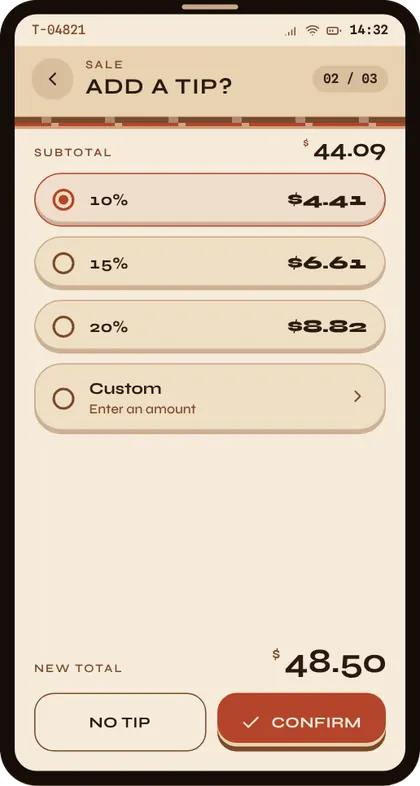 T-04821 14:32
SALE
ADD A TIP?
02 / 03
SUBTOTAL $ 44.09
10% $4.41
15% $6.61
20% $8.82
Custom
Enter an amount
NEW TOTAL $ 48.50
NO TIP
CONFIRM